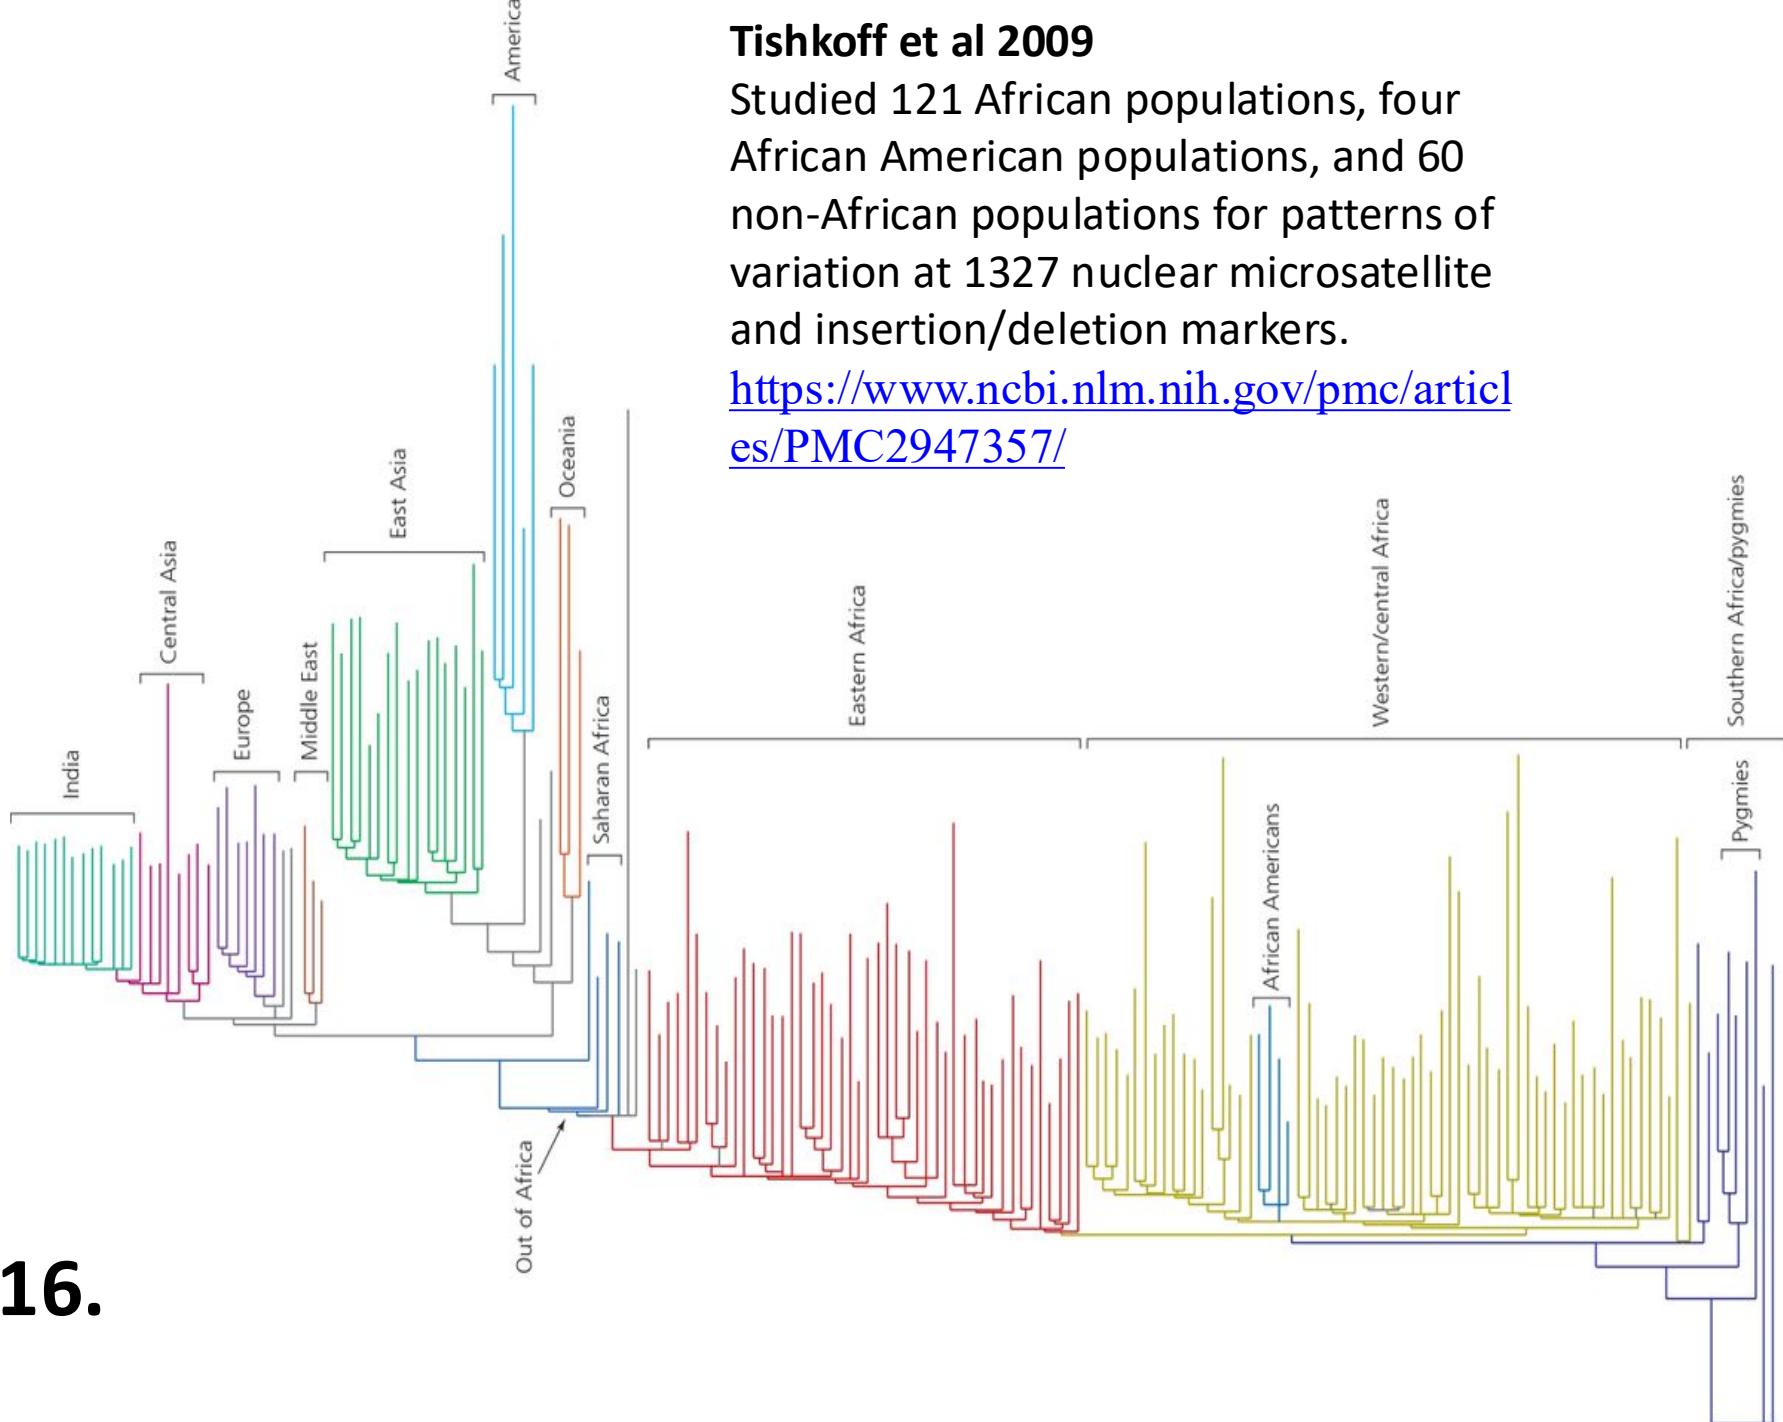 Tishkoff et al 2009
Studied 121 African populations, four
African American populations, and 60
non-African populations for patterns of
variation at 1327 nuclear microsatellite
and insertion/deletion markers.
https://www.ncbi.nlm.nih.gov/pmc/articl
es/PMC2947357/
India
Central Asia
Europe
Middle East
East Asia
America
Oceania
Saharan Africa
Eastern Africa
Western/central Africa
African Americans
Southern Africa/pygmies
Pygmies
Out of Africa
16.